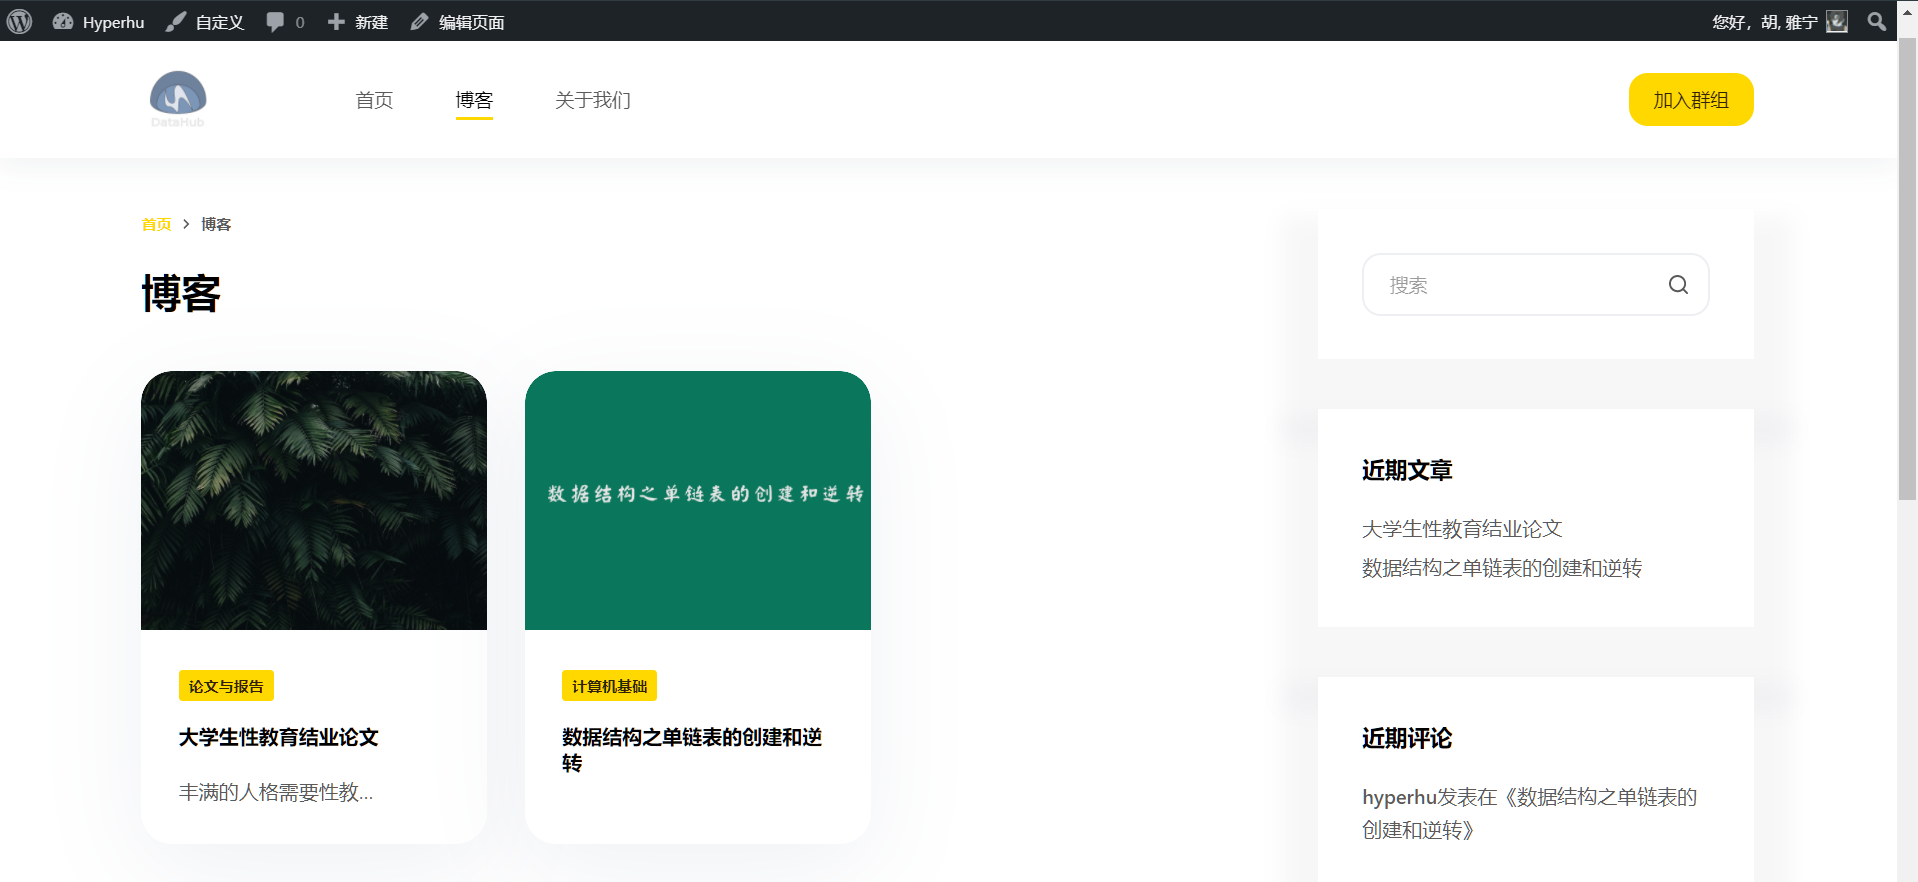 Hyperhu 自定义 0 新建 编辑页面 您好，胡, 雅宁
DataHub
首页 博客 关于我们 加入群组
首页 > 博客
博客
数据结构之单链表的创建和逆转
论文与报告
大学生性教育结业论文
丰满的人格需要性教...
计算机基础
数据结构之单链表的创建和逆
转
搜索
近期文章
大学生性教育结业论文
数据结构之单链表的创建和逆转
近期评论
hyperhu发表在《数据结构之单链表的
创建和逆转》